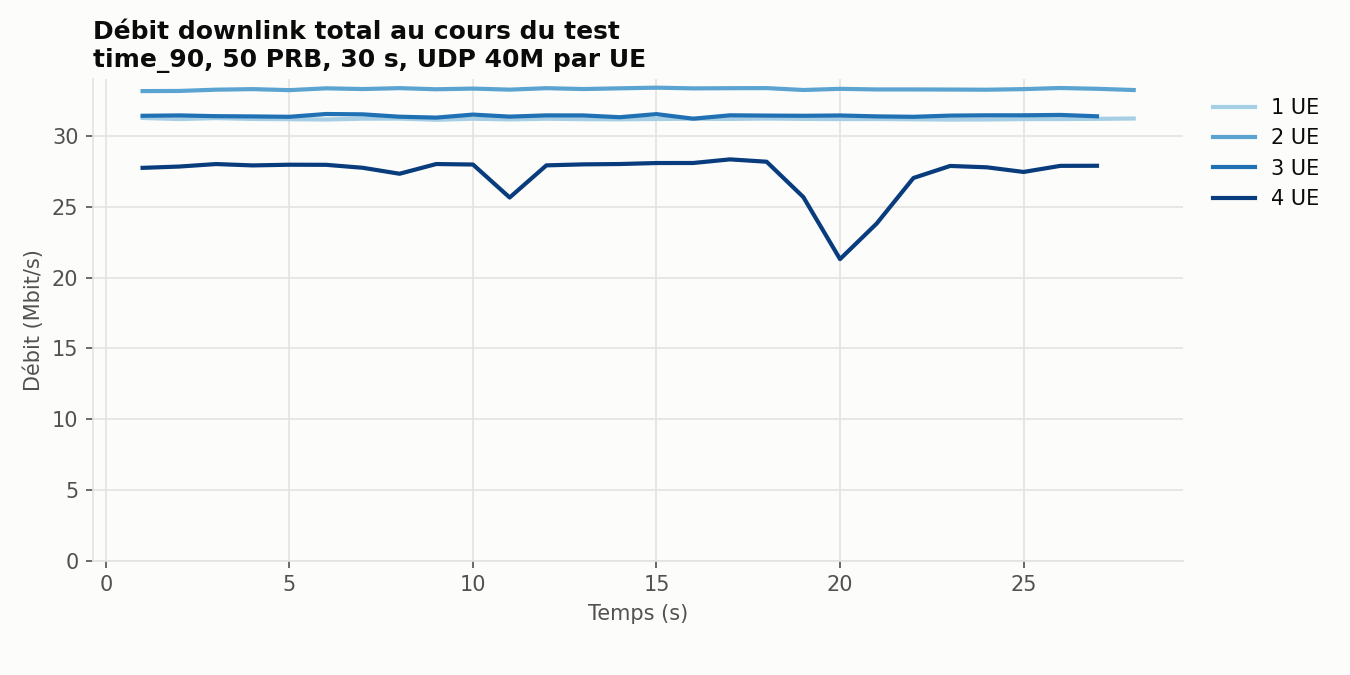 Débit downlink total au cours du test
time_90, 50 PRB, 30 s, UDP 40M par UE
1 UE
2 UE
3 UE
4 UE
Débit (Mbit/s)
30
25
20
15
10
5
0
0 5 10 15 20 25
Temps (s)